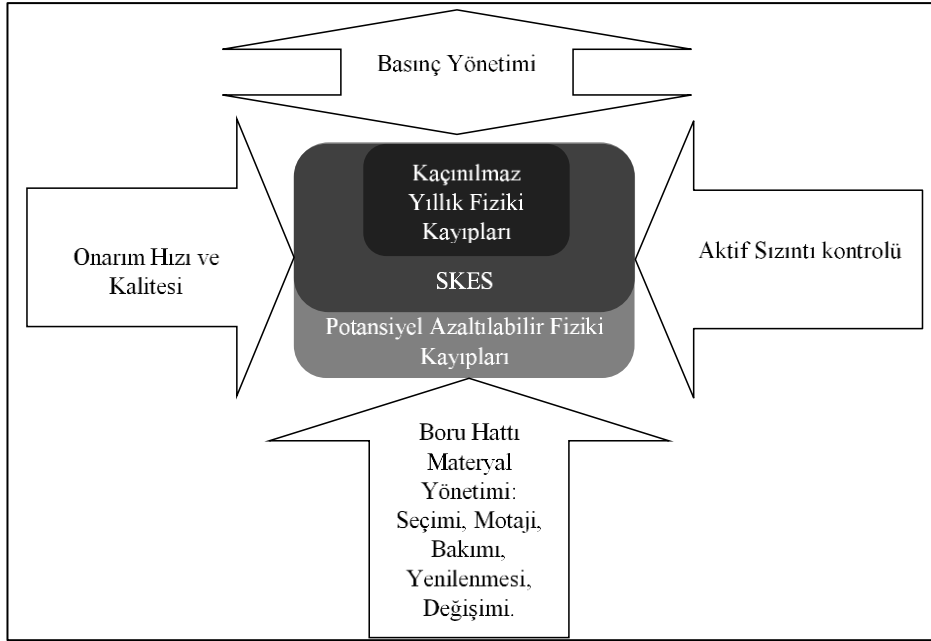 Basınç Yönetimi
Kaçınılmaz
Yıllık Fiziki
Kayıpları
Onarım Hızı ve
Kalitesi
Aktif Sızıntı kontrolü
SKES
Potansiyel Azaltılabilir Fiziki
Kayıpları
Boru Hattı
Materyal
Yönetimi:
Seçimi, Motaji,
Bakımı,
Yenilenmesi,
Değişimi.